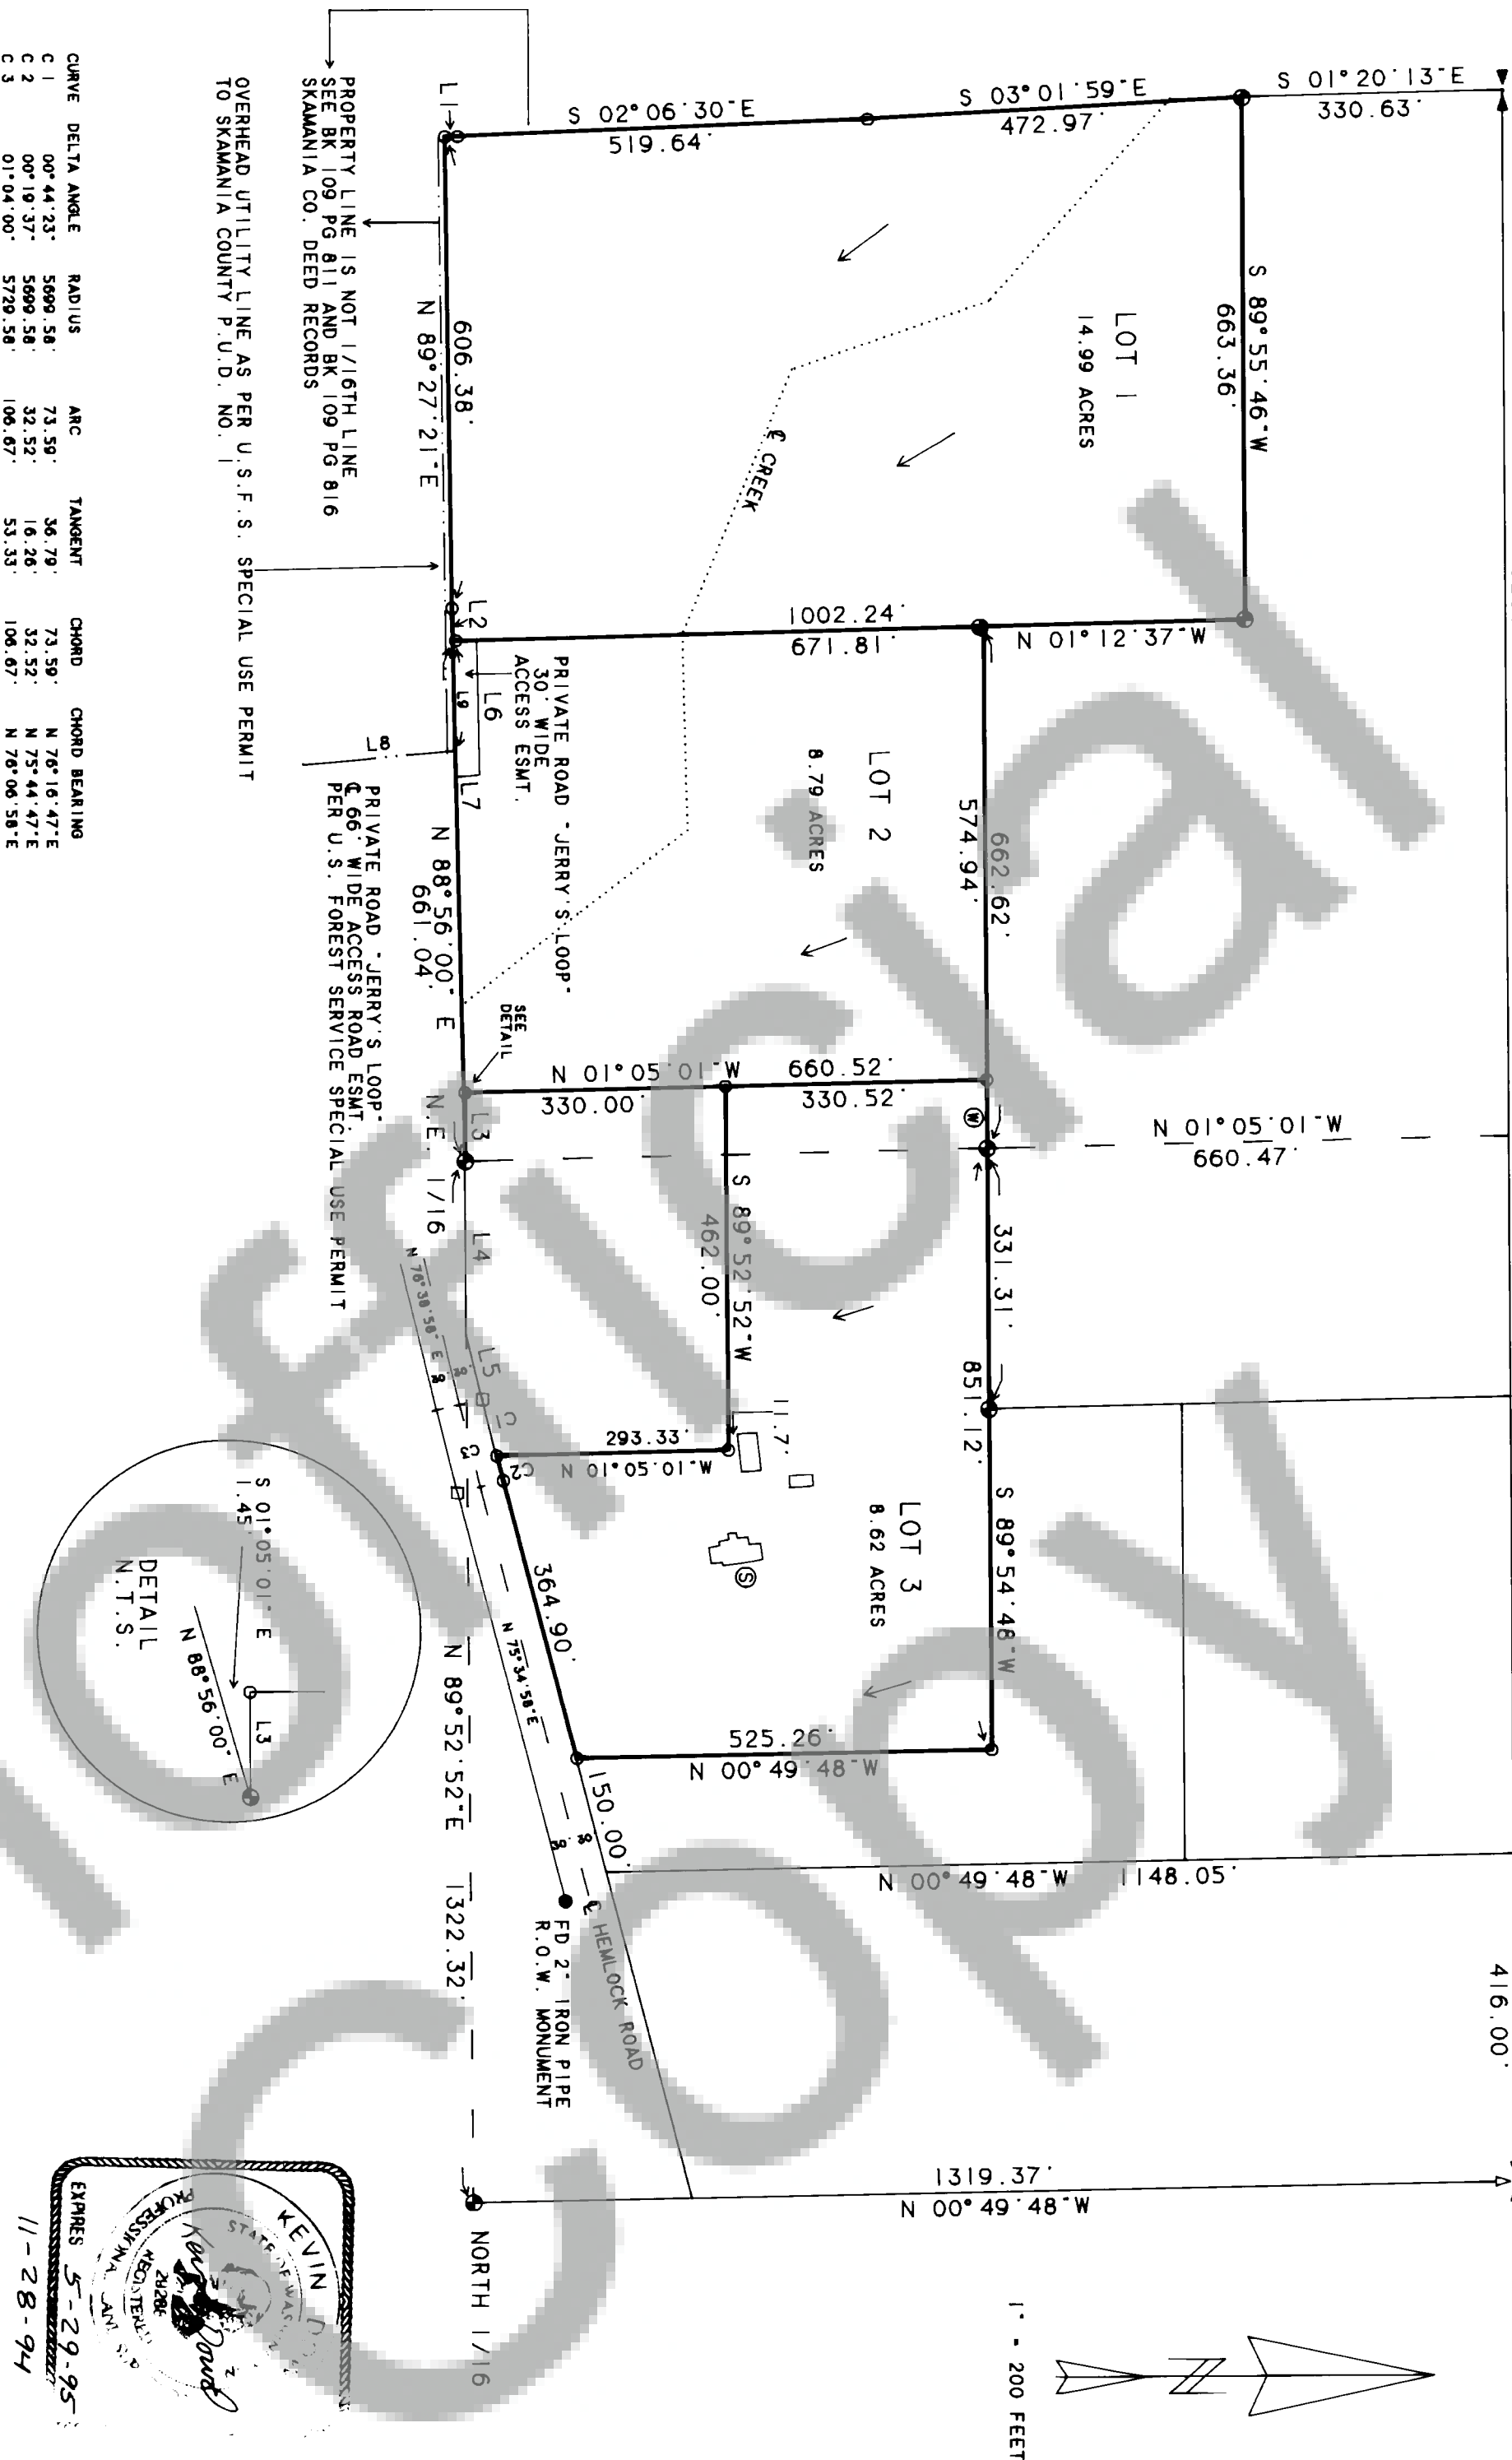 S 01°20'13"E
330.63'
S 03°01'59"E
472.97'
S 02°06'30"E
519.64'
L1
S 89°55'46"W
663.36'
LOT 1
14.99 ACRES
℄ CREEK
606.38'
N 89°27'21"E
L2
1002.24'
671.81'
N 01°12'37"W
PROPERTY LINE IS NOT 1/16TH LINE
SEE BK 109 PG 811 AND BK 109 PG 816
SKAMANIA CO. DEED RECORDS
OVERHEAD UTILITY LINE AS PER U.S.F.S. SPECIAL USE PERMIT
TO SKAMANIA COUNTY P.U.D. NO. 1
PRIVATE ROAD "JERRY'S LOOP"
30' WIDE
ACCESS ESMT.
L6
L9
L7
L8
LOT 2
8.79 ACRES
662.62'
574.94'
N 88°56'00" E
661.04'
PRIVATE ROAD "JERRY'S LOOP"
℄ 66' WIDE ACCESS ROAD ESMT.
PER U.S. FOREST SERVICE SPECIAL USE PERMIT
SEE
DETAIL
N 01°05'01"W
660.52'
330.00'
330.52'
W
N 01°05'01"W
660.47'
L3
N.E. 1/16
L4
L5
N 76°38'58" E
30'
30'
C1
C2
C3
S 89°52'52"W
462.00'
11.7'
293.33'
N 01°05'01"W
331.31'
851.12'
S 89°54'48"W
LOT 3
8.62 ACRES
S
364.90'
N 75°34'58"E
525.26'
N 00°49'48"W
150.00'
30'
30'
℄ HEMLOCK ROAD
FD 2" IRON PIPE
R.O.W. MONUMENT
N 00°49'48"W
1148.05'
416.00'
1319.37'
N 00°49'48"W
N 89°52'52"E
1322.32'
NORTH 1/16
S 01°05'01" E
1.45'
L3
N 88°56'00" E
DETAIL
N.T.S.
CURVE DELTA ANGLE RADIUS ARC TANGENT CHORD CHORD BEARING
C 1 00°44'23" 5699.58' 73.59' 36.79' 73.59' N 76°16'47"E
C 2 00°19'37" 5699.58' 32.52' 16.26' 32.52' N 75°44'47"E
C 3 01°04'00" 5729.58' 106.67' 53.33' 106.67' N 76°06'58"E
1" = 200 FEET
KEVIN
STATE OF WAS
REGISTERED
PROFESSIONAL LAND
EXPIRES 5-29-95
11-28-94
Unofficial
Copy